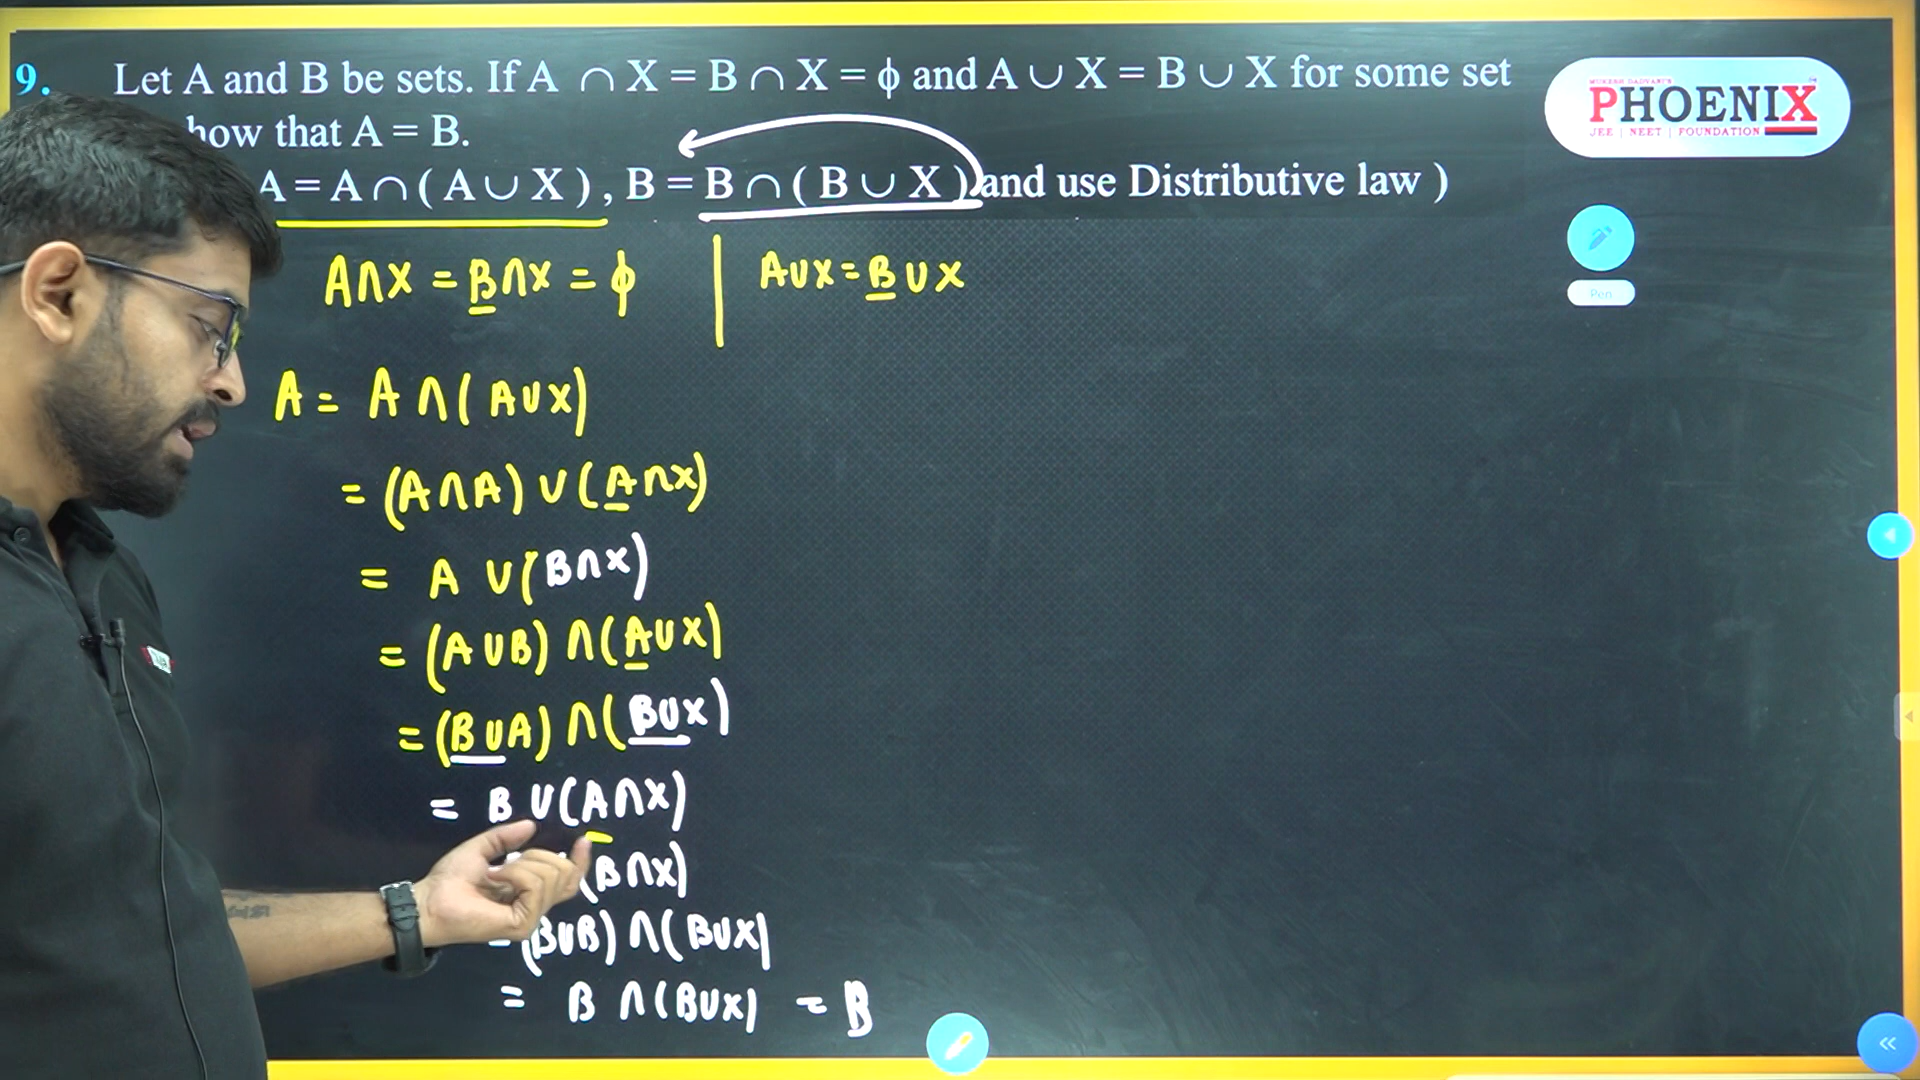 9. Let A and B be sets. If A ∩ X = B ∩ X = ϕ and A ∪ X = B ∪ X for some set
how that A = B.
A = A ∩ ( A ∪ X ) , B = B ∩ ( B ∪ X ) and use Distributive law )
PHOENIX
JEE | NEET | FOUNDATION
Pen
A∩X = B∩X = ϕ | A∪X = B∪X
A = A ∩ ( A∪X)
= (A∩A) ∪ (A∩X)
= A ∪ (B∩X)
= (A∪B) ∩ (A∪X)
= (B∪A) ∩ (B∪X)
= B ∪ (A∩X)
(B∩X)
= (B∪B) ∩ (B∪X)
= B ∩ (B∪X) = B